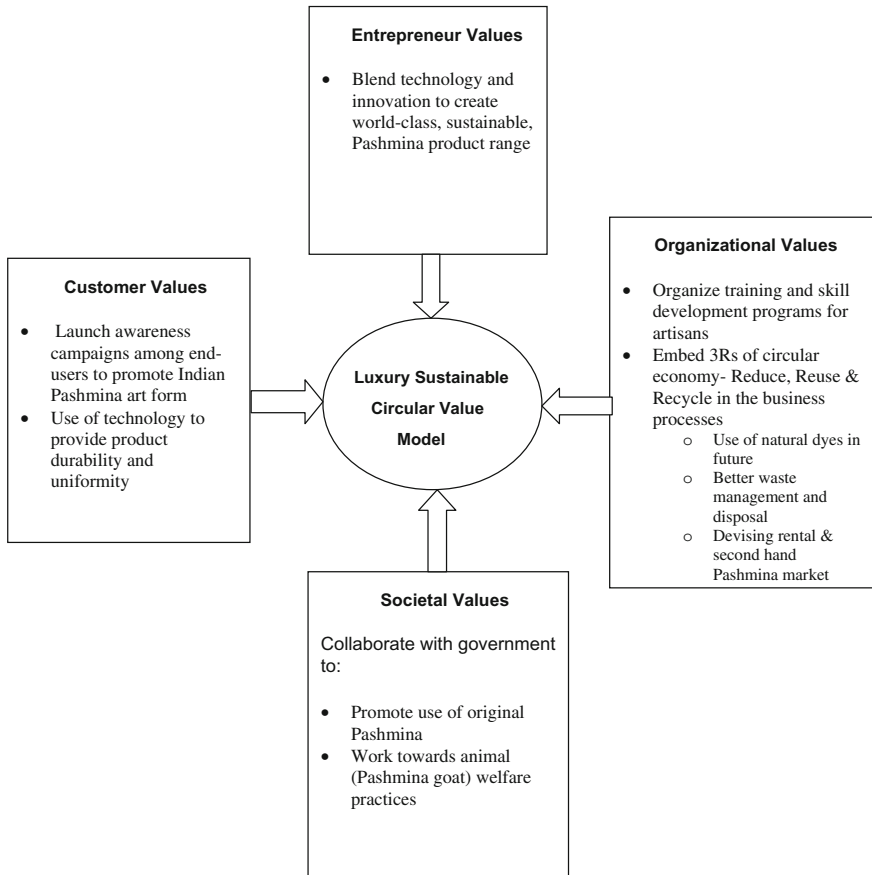 Entrepreneur Values
• Blend technology and
innovation to create
world-class, sustainable,
Pashmina product range
Customer Values
• Launch awareness
campaigns among end-
users to promote Indian
Pashmina art form
• Use of technology to
provide product
durability and
uniformity
Luxury Sustainable
Circular Value
Model
Organizational Values
• Organize training and skill
development programs for
artisans
• Embed 3Rs of circular
economy- Reduce, Reuse &
Recycle in the business
processes
o Use of natural dyes in
future
o Better waste
management and
disposal
o Devising rental &
second hand
Pashmina market
Societal Values
Collaborate with government
to:
• Promote use of original
Pashmina
• Work towards animal
(Pashmina goat) welfare
practices